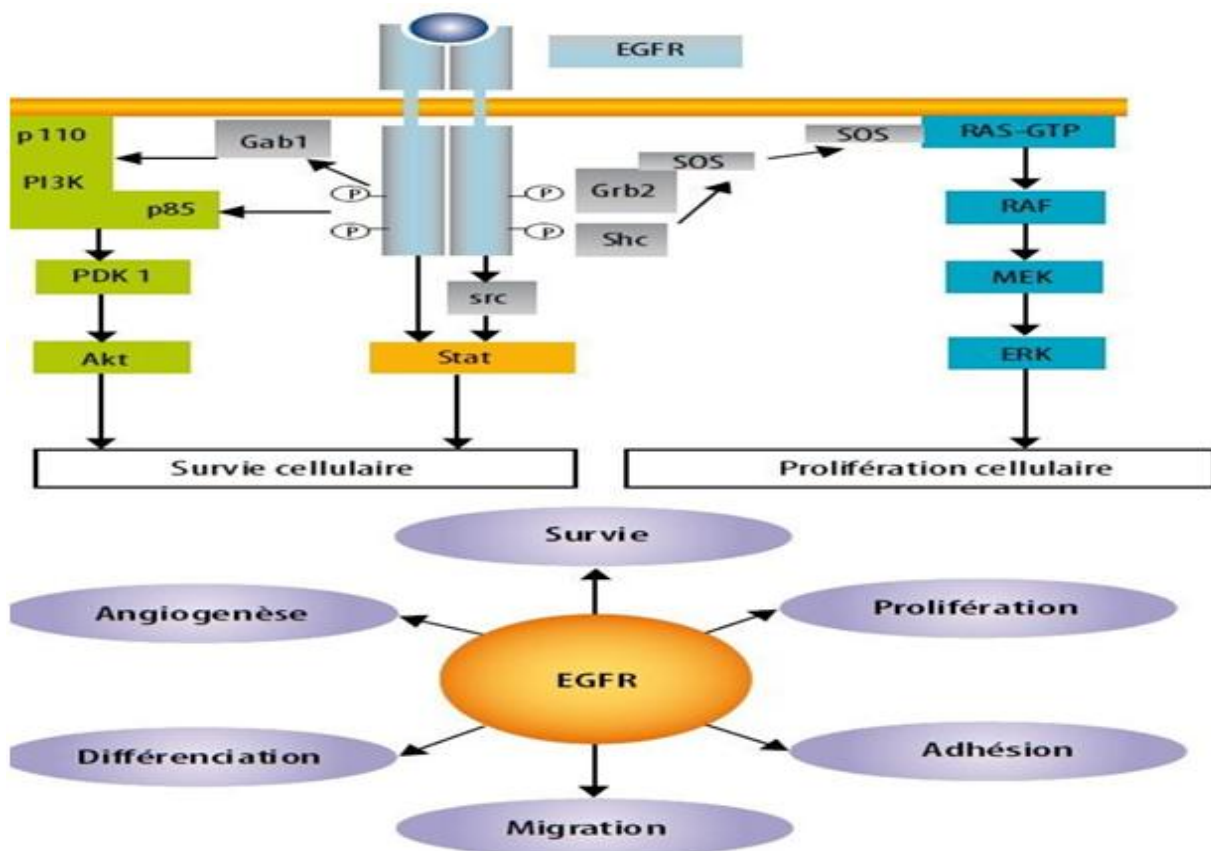 EGFR
p110
PI3K
p85
Gab1
P
P
P
P
Grb2
SOS
Shc
SOS
RAS-GTP
RAF
MEK
ERK
PDK 1
Akt
src
Stat
Survie cellulaire
Prolifération cellulaire
Survie
Angiogenèse
Prolifération
EGFR
Différenciation
Adhésion
Migration